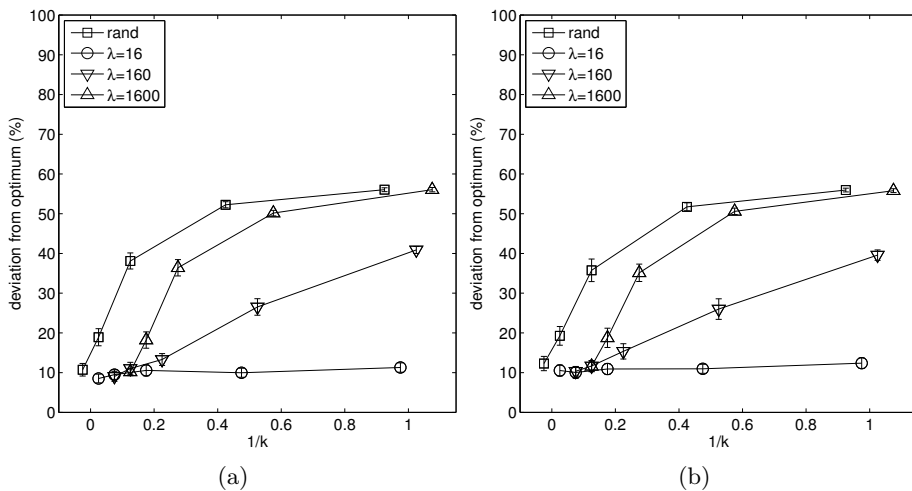 100
90
80
70
60
50
40
30
20
10
0
deviation from optimum (%)
rand
λ=16
λ=160
λ=1600
0 0.2 0.4 0.6 0.8 1
1/k
(a)
100
90
80
70
60
50
40
30
20
10
0
deviation from optimum (%)
rand
λ=16
λ=160
λ=1600
0 0.2 0.4 0.6 0.8 1
1/k
(b)